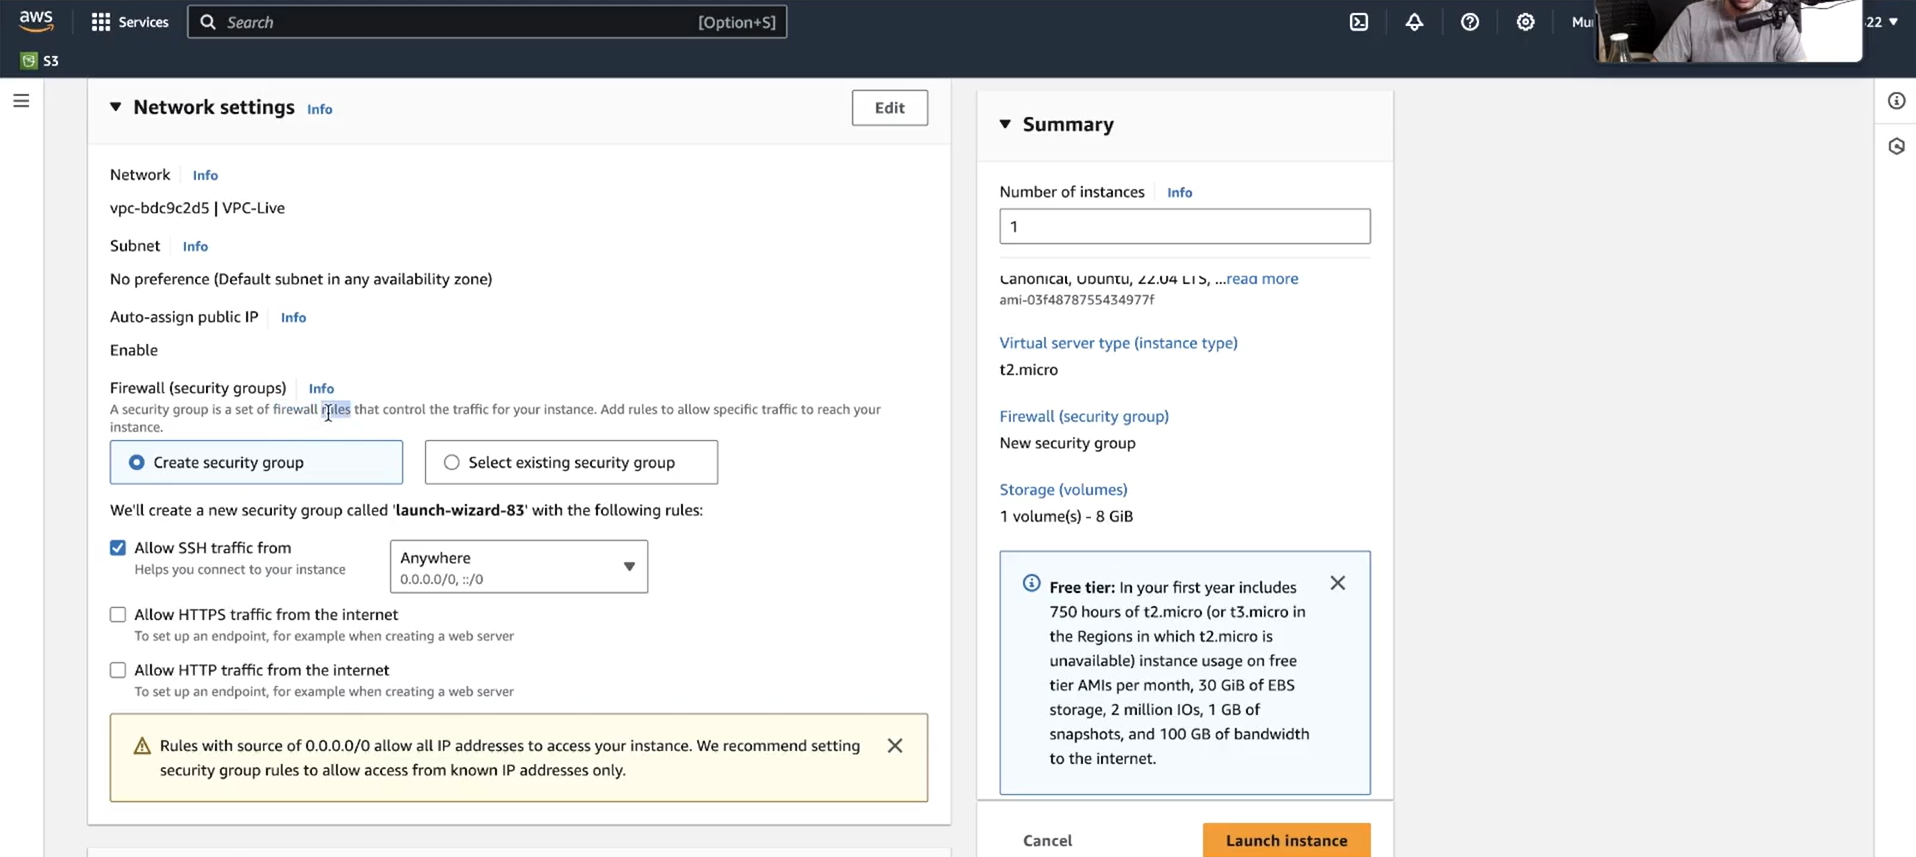 aws
Services
Search
[Option+S]
S3
Network settings
Info
Edit
Network
Info
vpc-bdc9c2d5 | VPC-Live
Subnet
Info
No preference (Default subnet in any availability zone)
Auto-assign public IP
Info
Enable
Firewall (security groups)
Info
A security group is a set of firewall rules that control the traffic for your instance. Add rules to allow specific traffic to reach your
instance.
Create security group
Select existing security group
We'll create a new security group called 'launch-wizard-83' with the following rules:
Allow SSH traffic from
Helps you connect to your instance
Anywhere
0.0.0.0/0, ::/0
Allow HTTPS traffic from the internet
To set up an endpoint, for example when creating a web server
Allow HTTP traffic from the internet
To set up an endpoint, for example when creating a web server
Rules with source of 0.0.0.0/0 allow all IP addresses to access your instance. We recommend setting
security group rules to allow access from known IP addresses only.
Summary
Number of instances
Info
1
Canonical, Ubuntu, 22.04 LTS, ...read more
ami-03f4878755434977f
Virtual server type (instance type)
t2.micro
Firewall (security group)
New security group
Storage (volumes)
1 volume(s) - 8 GiB
Free tier: In your first year includes
750 hours of t2.micro (or t3.micro in
the Regions in which t2.micro is
unavailable) instance usage on free
tier AMIs per month, 30 GiB of EBS
storage, 2 million IOs, 1 GB of
snapshots, and 100 GB of bandwidth
to the internet.
Cancel
Launch instance